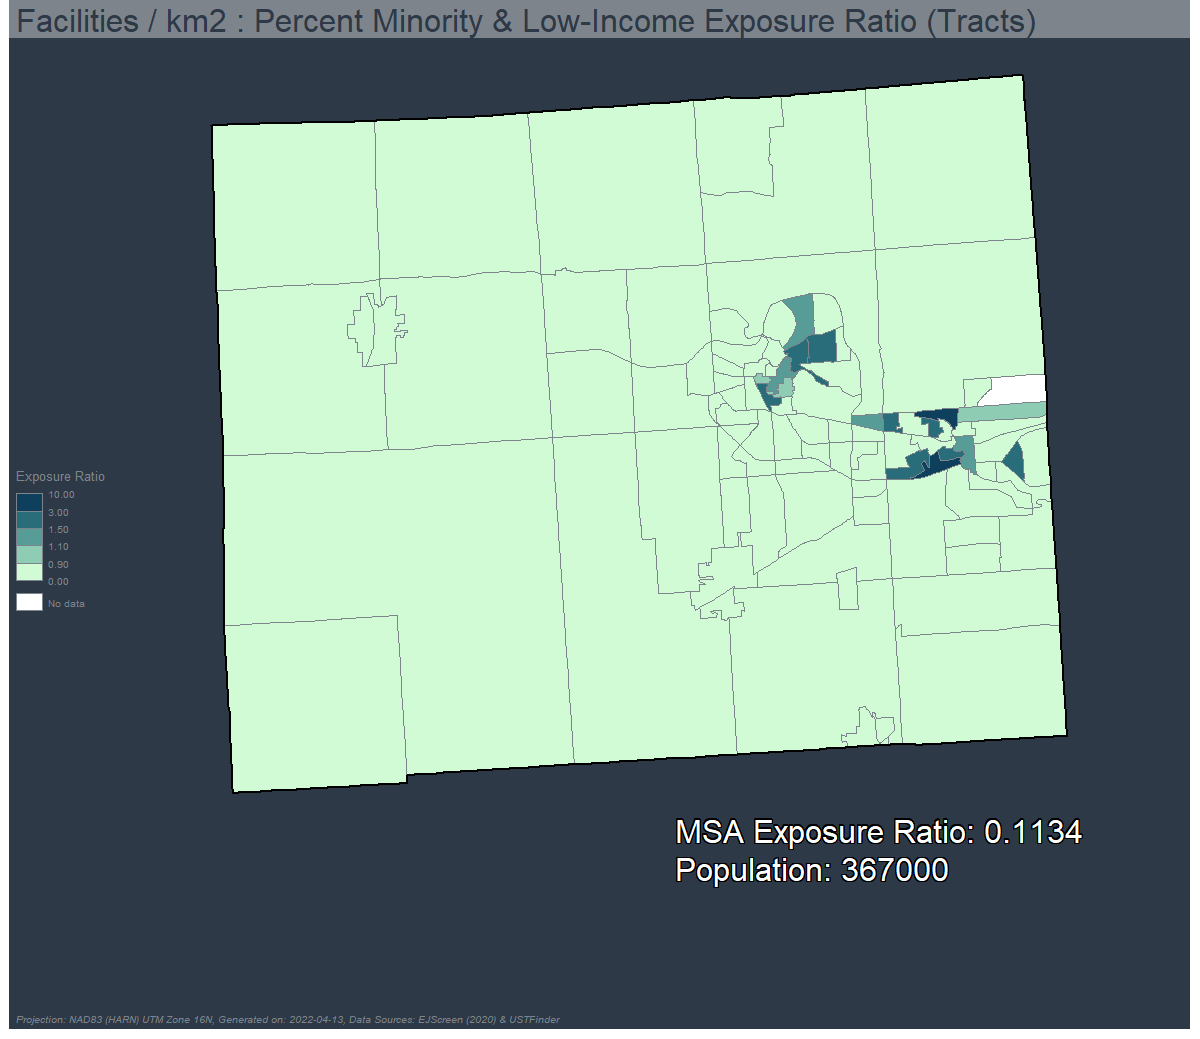 Facilities / km2 : Percent Minority & Low-Income Exposure Ratio (Tracts)
Exposure Ratio
10.00
3.00
1.50
1.10
0.90
0.00
No data
MSA Exposure Ratio: 0.1134
Population: 367000
Projection: NAD83 (HARN) UTM Zone 16N, Generated on: 2022-04-13, Data Sources: EJScreen (2020) & USTFinder